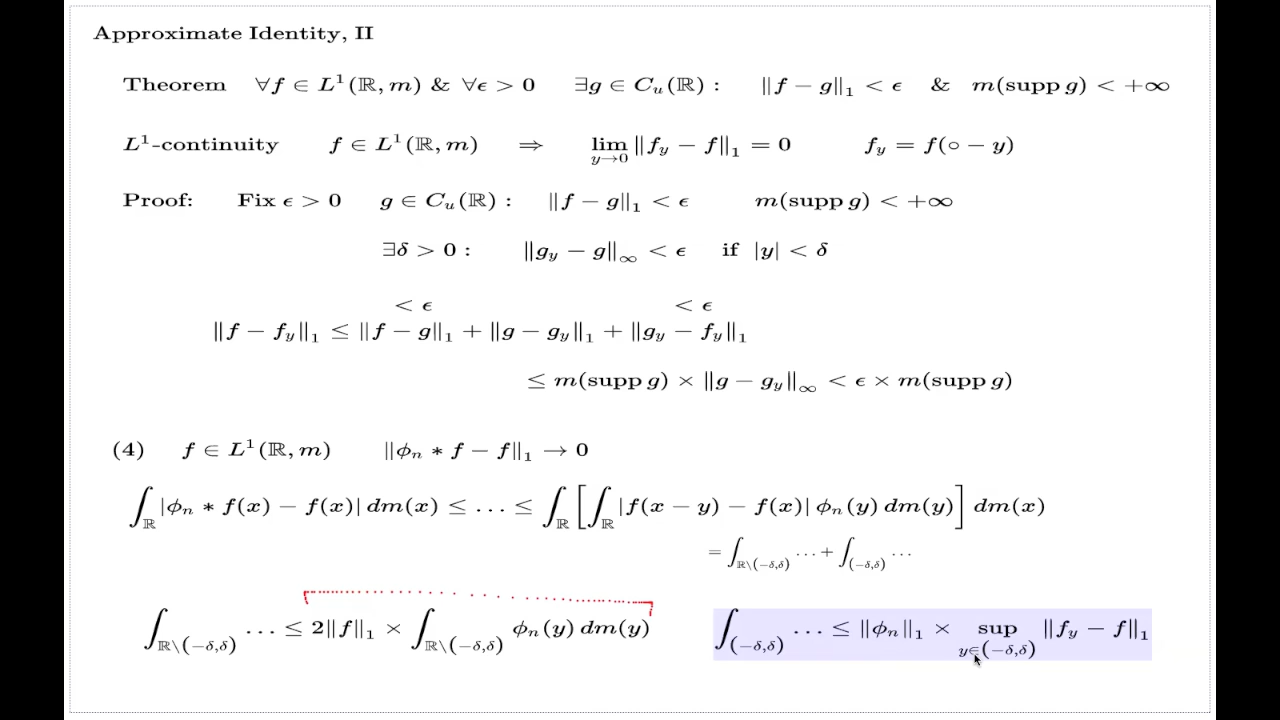 Approximate Identity, II
Theorem ∀f ∈ L¹(ℝ, m) & ∀ϵ > 0 ∃g ∈ C_u(ℝ) : ‖f − g‖₁ < ϵ & m(supp g) < +∞
L¹-continuity f ∈ L¹(ℝ, m) ⇒ lim_{y→0} ‖f_y − f‖₁ = 0 f_y = f(∘ − y)
Proof: Fix ϵ > 0 g ∈ C_u(ℝ) : ‖f − g‖₁ < ϵ m(supp g) < +∞
∃δ > 0 : ‖g_y − g‖_∞ < ϵ if |y| < δ
< ϵ < ϵ
‖f − f_y‖₁ ≤ ‖f − g‖₁ + ‖g − g_y‖₁ + ‖g_y − f_y‖₁
≤ m(supp g) × ‖g − g_y‖_∞ < ϵ × m(supp g)
(4) f ∈ L¹(ℝ, m) ‖ϕ_n ∗ f − f‖₁ → 0
∫_ℝ |ϕ_n ∗ f(x) − f(x)| dm(x) ≤ … ≤ ∫_ℝ [∫_ℝ |f(x − y) − f(x)| ϕ_n(y) dm(y)] dm(x)
= ∫_{ℝ\(−δ,δ)} ⋯ + ∫_{(−δ,δ)} ⋯
∫_{ℝ\(−δ,δ)} … ≤ 2‖f‖₁ × ∫_{ℝ\(−δ,δ)} ϕ_n(y) dm(y) ∫_{(−δ,δ)} … ≤ ‖ϕ_n‖₁ × sup_{y∈(−δ,δ)} ‖f_y − f‖₁